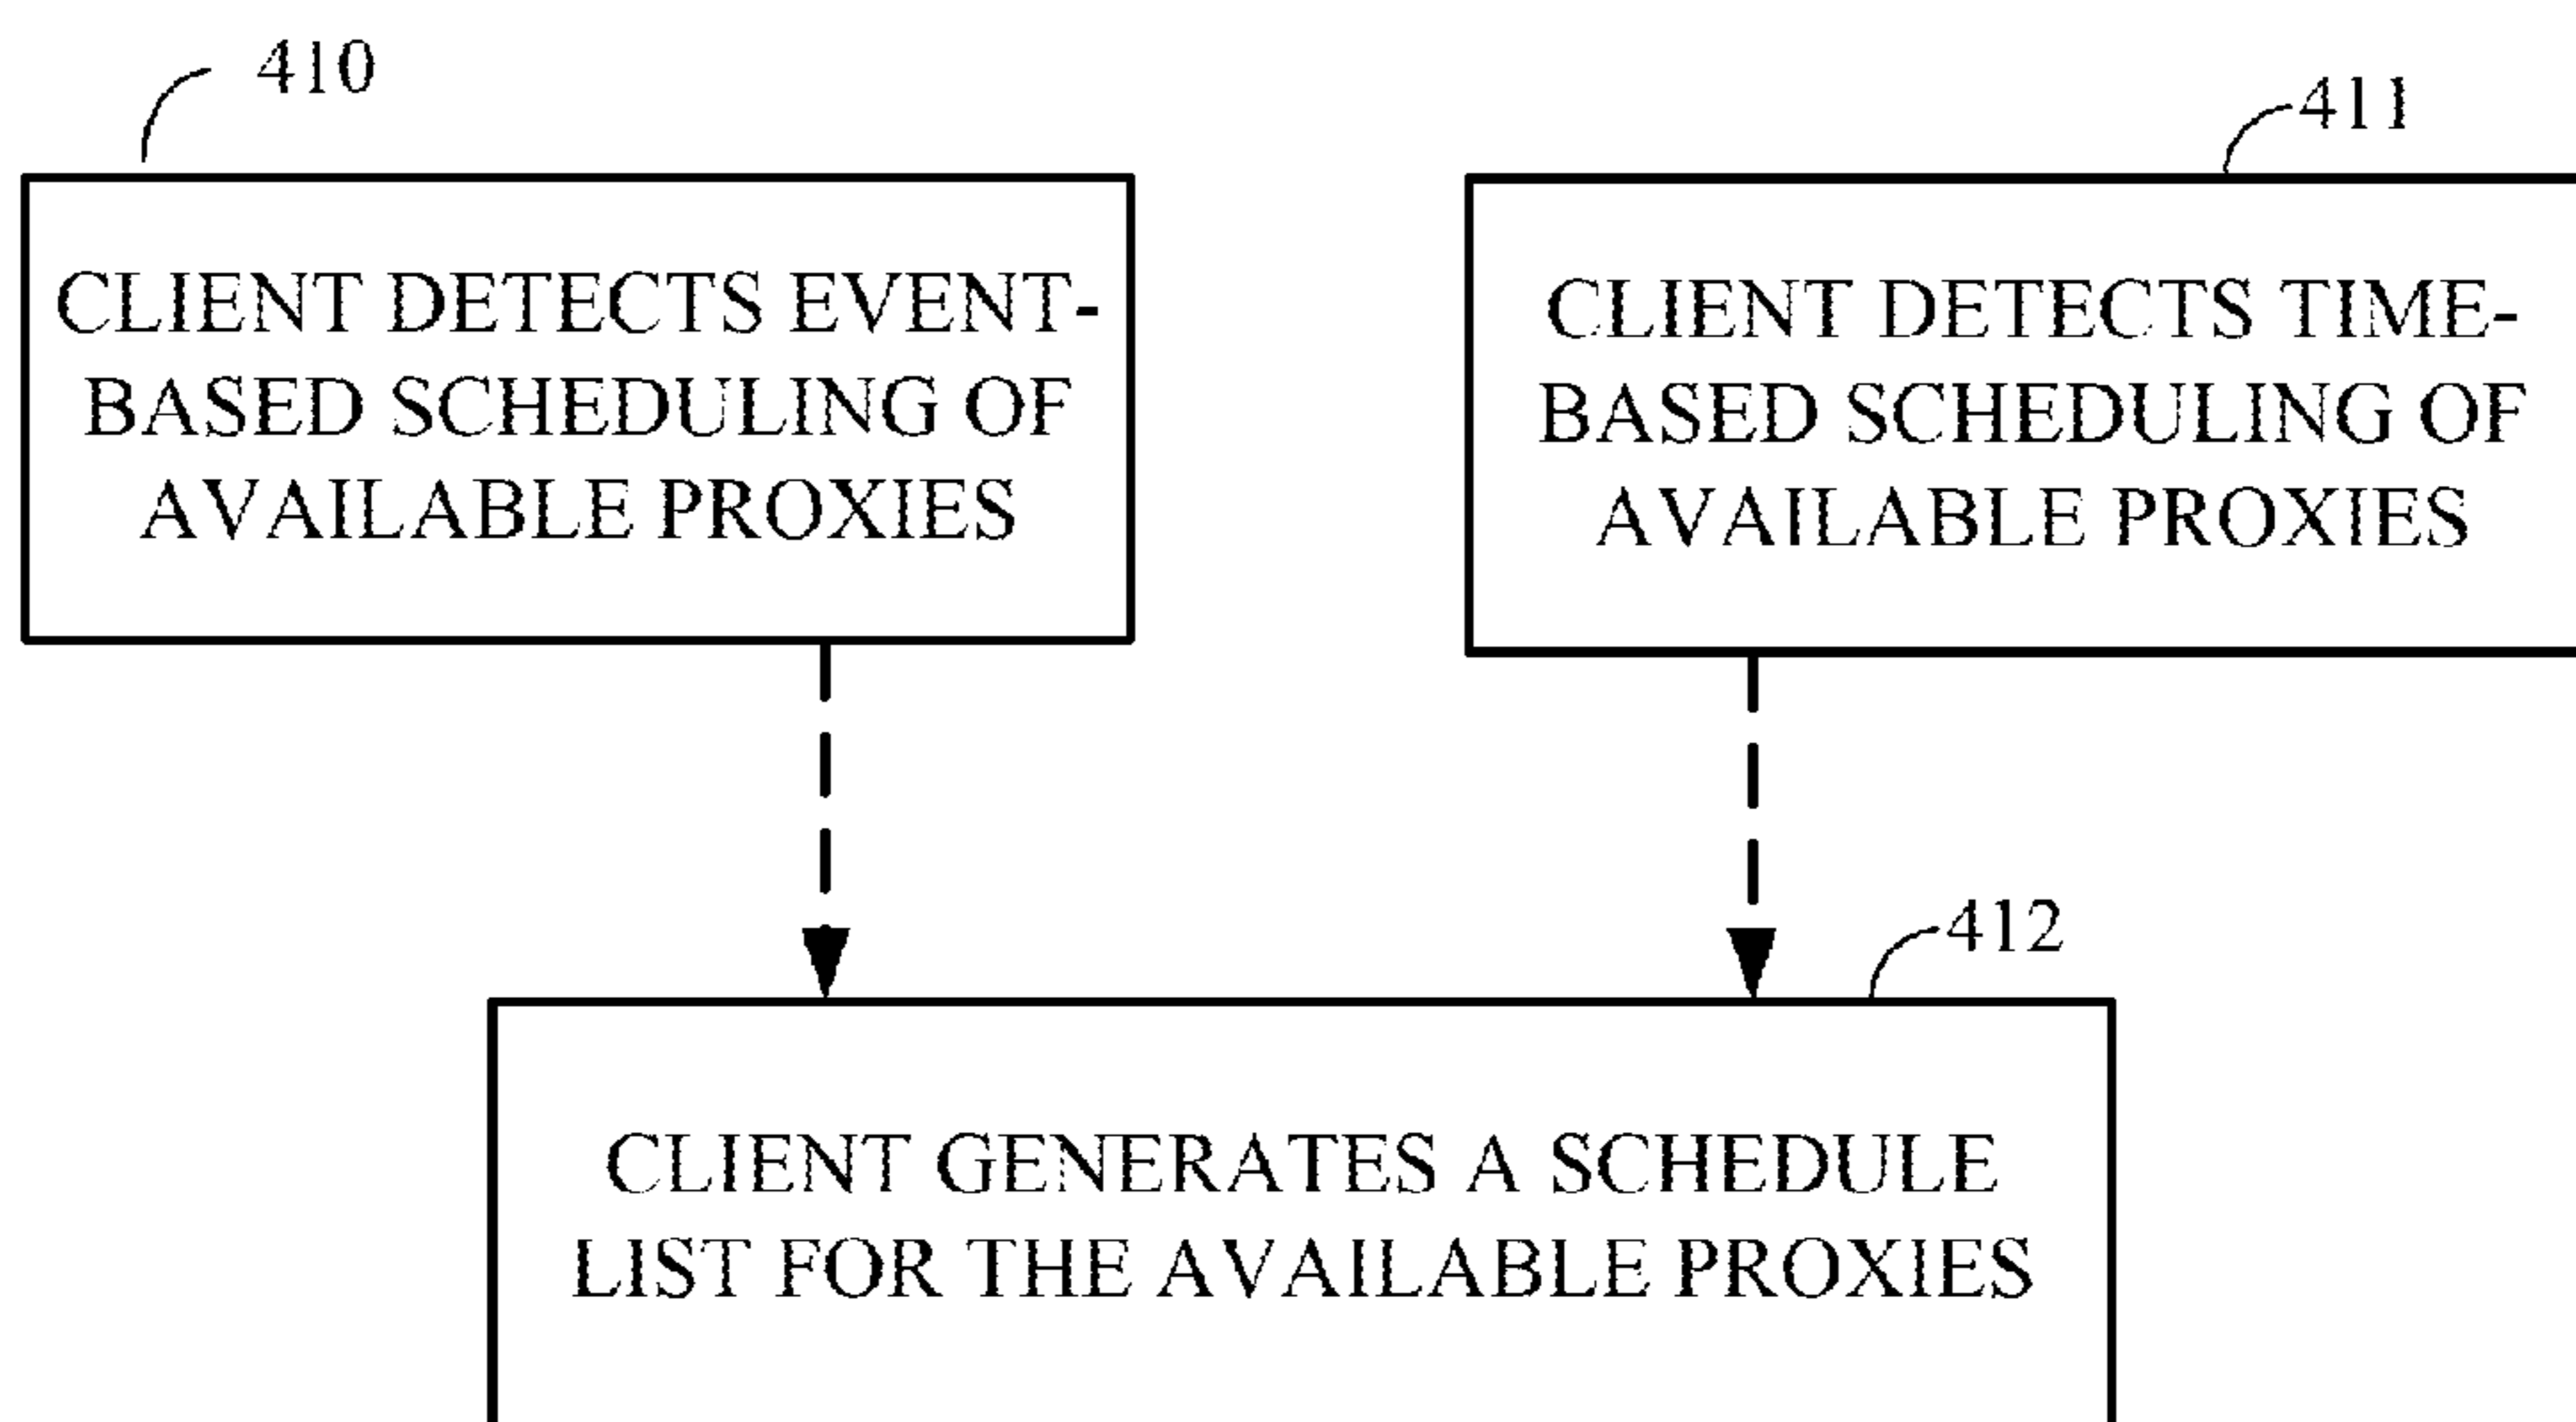 410
CLIENT DETECTS EVENT-
BASED SCHEDULING OF
AVAILABLE PROXIES
411
CLIENT DETECTS TIME-
BASED SCHEDULING OF
AVAILABLE PROXIES
412
CLIENT GENERATES A SCHEDULE
LIST FOR THE AVAILABLE PROXIES